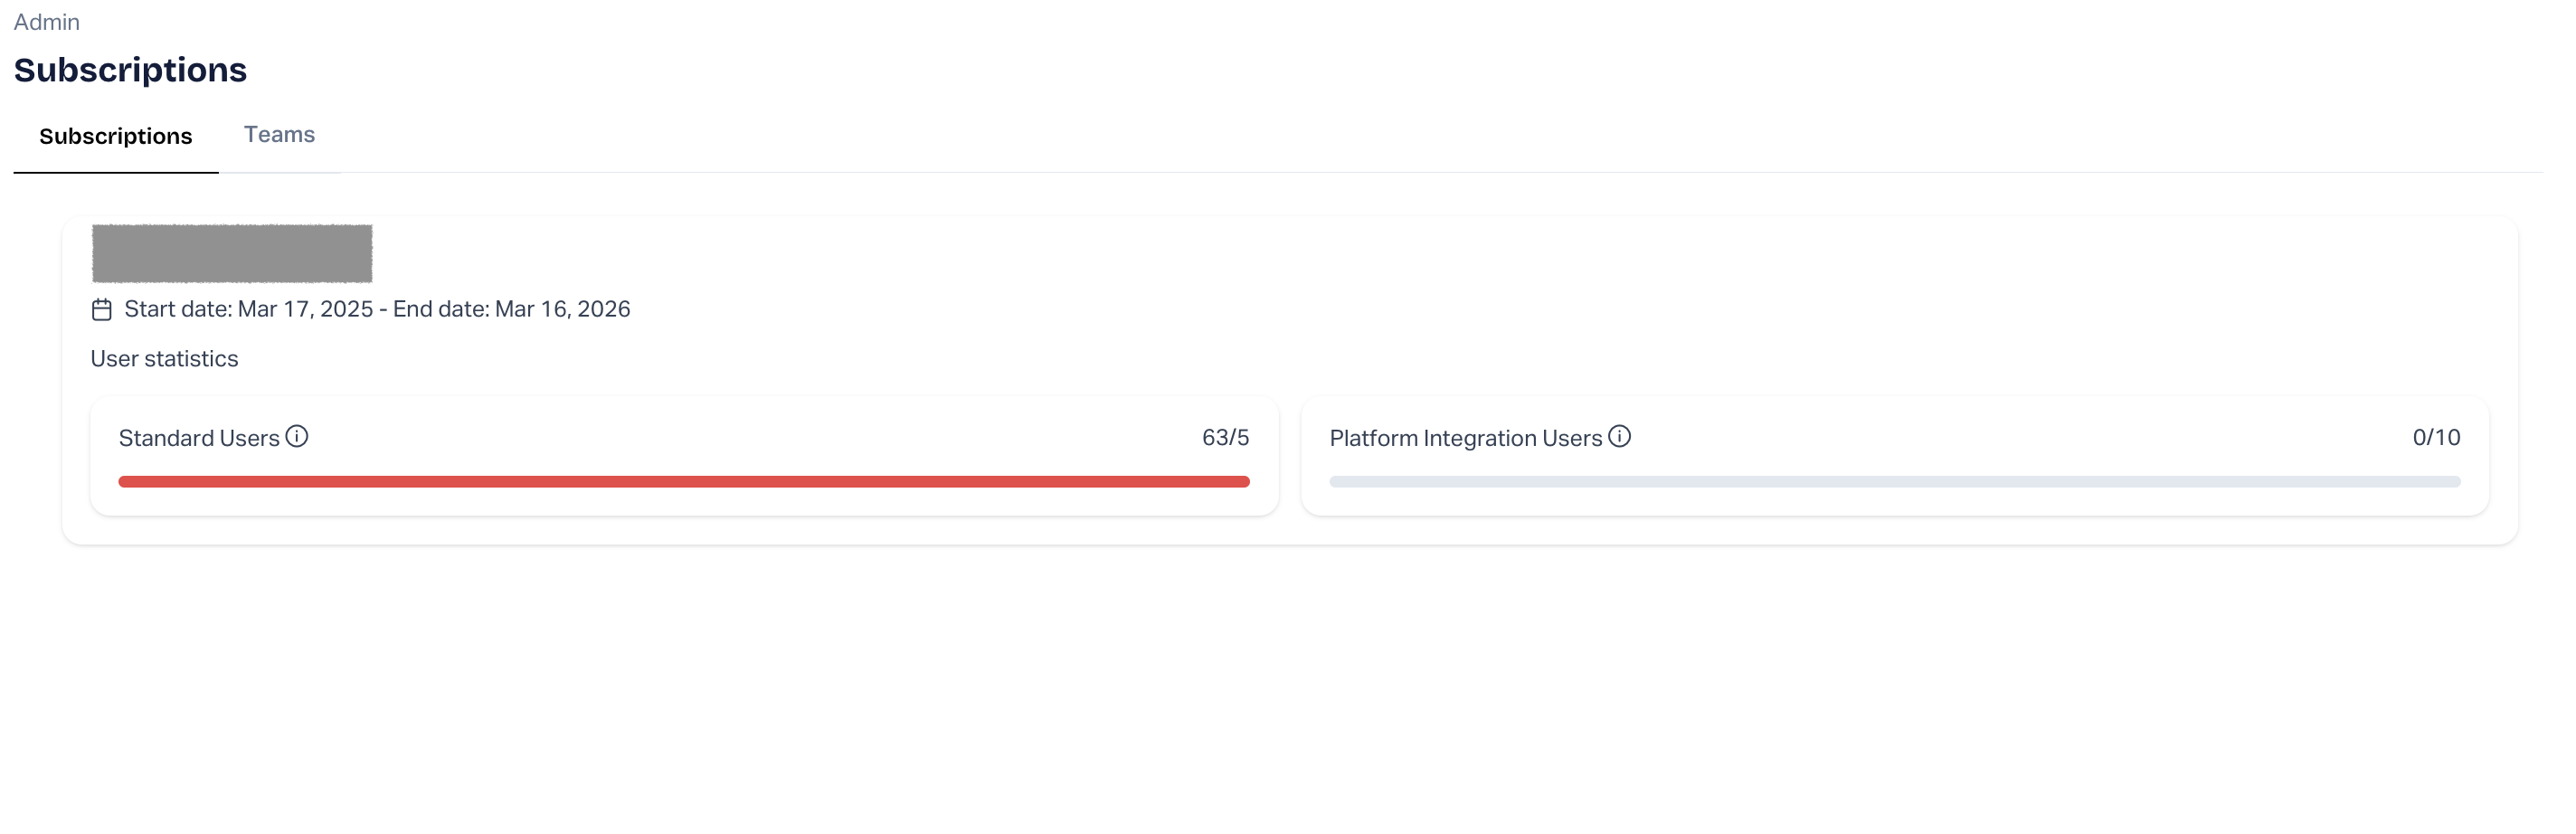 Admin
Subscriptions
Subscriptions Teams
Start date: Mar 17, 2025 - End date: Mar 16, 2026
User statistics
Standard Users 63/5
Platform Integration Users 0/10